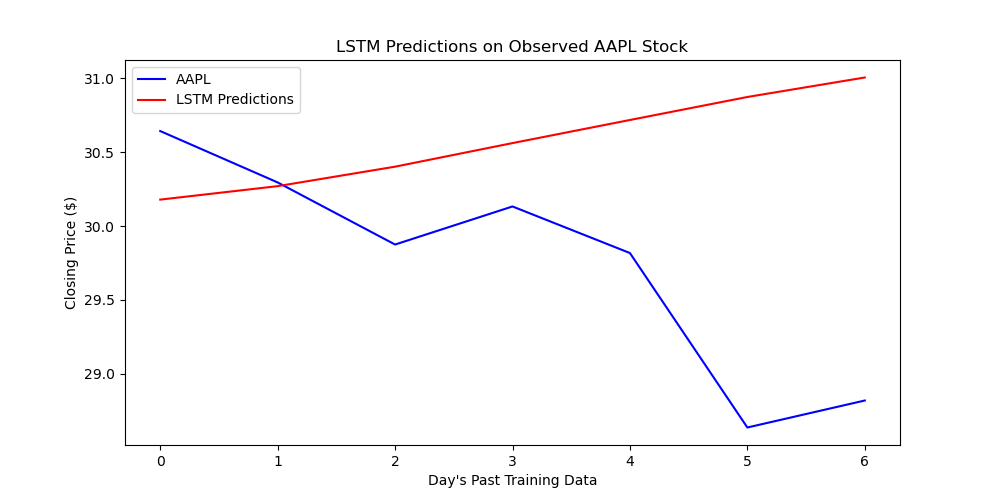 LSTM Predictions on Observed AAPL Stock
AAPL
LSTM Predictions
31.0
30.5
30.0
29.5
29.0
Closing Price ($)
0 1 2 3 4 5 6
Day's Past Training Data